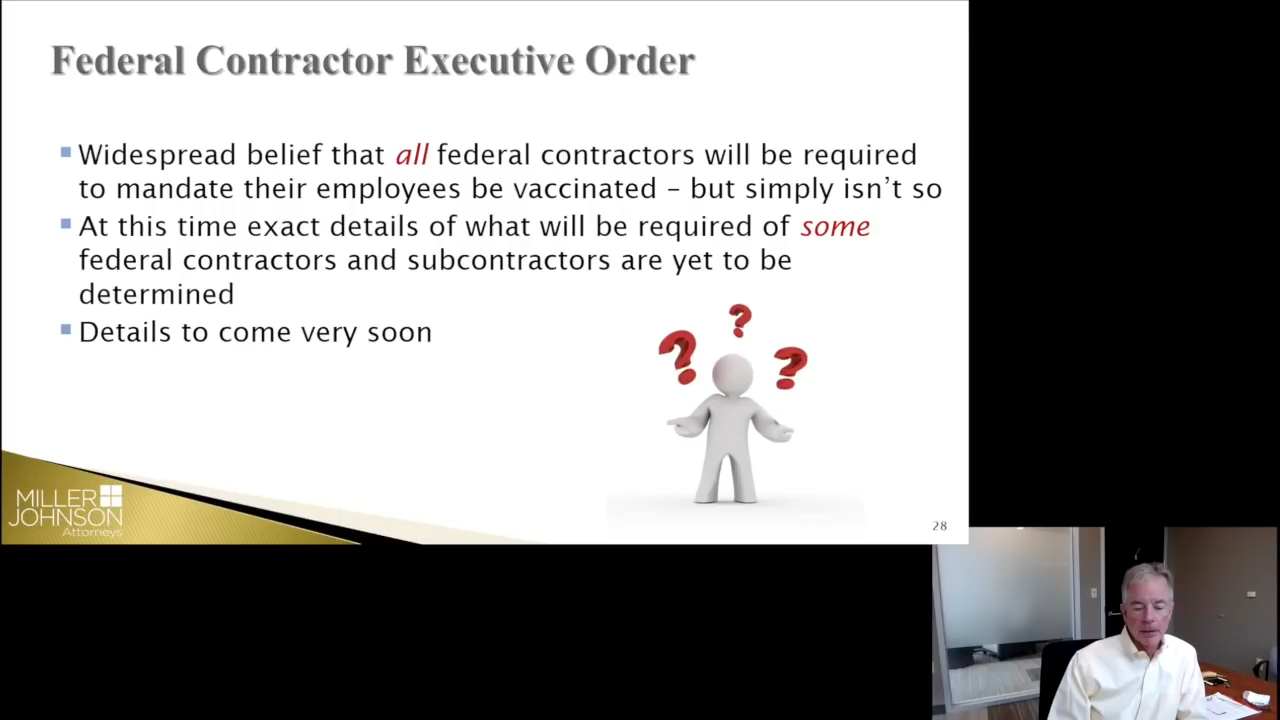 Federal Contractor Executive Order
Widespread belief that all federal contractors will be required
to mandate their employees be vaccinated – but simply isn’t so
At this time exact details of what will be required of some
federal contractors and subcontractors are yet to be
determined
Details to come very soon
? ? ?
MILLER
JOHNSON
Attorneys
28